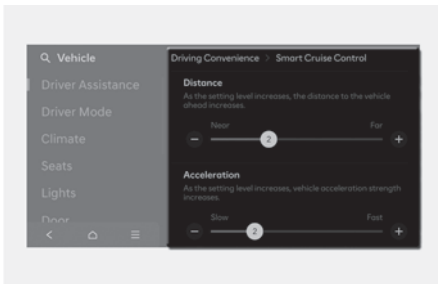 Vehicle
Driver Assistance
Driver Mode
Climate
Seats
Lights
Door
Driving Convenience > Smart Cruise Control
Distance
As the setting level increases, the distance to the vehicle
ahead increases.
Near Far
2
Acceleration
As the setting level increases, vehicle acceleration strength
increases.
Slow Fast
2